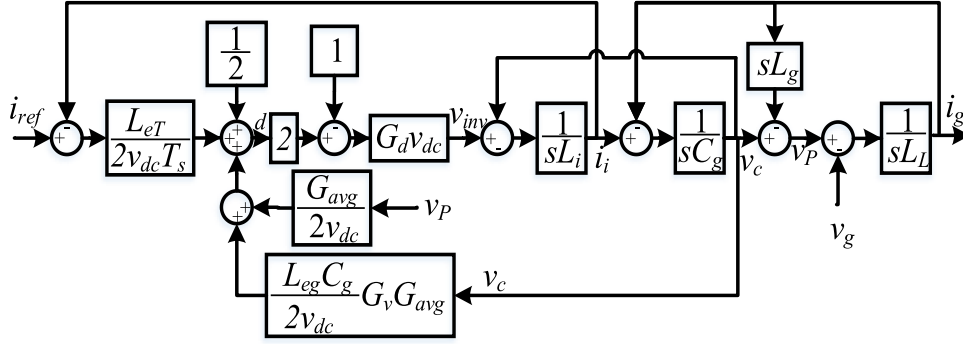 1
1
2
sL_g
i_ref
+
-
L_eT
2v_dc T_s
+
+
+
d
2
+
-
G_d v_dc
v_inv
+
-
1
sL_i
i_i
+
-
1
sC_g
v_c
+
-
v_P
+
-
1
sL_L
i_g
+
+
G_avg
2v_dc
v_P
v_g
L_eg C_g
2v_dc
G_v G_avg
v_c